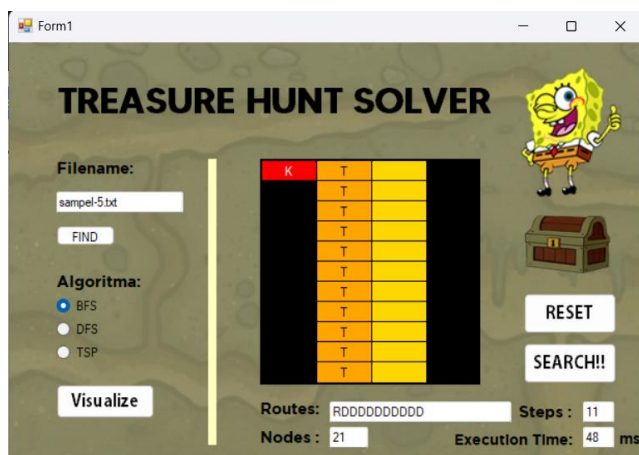 Form1
TREASURE HUNT SOLVER
Filename:
sampel-5.txt
FIND
Algoritma:
BFS
DFS
TSP
Visualize
K T
T
T
T
T
T
T
T
T
T
T
RESET
SEARCH!!
Routes: RDDDDDDDDDD Steps : 11
Nodes : 21 Execution Time: 48 ms